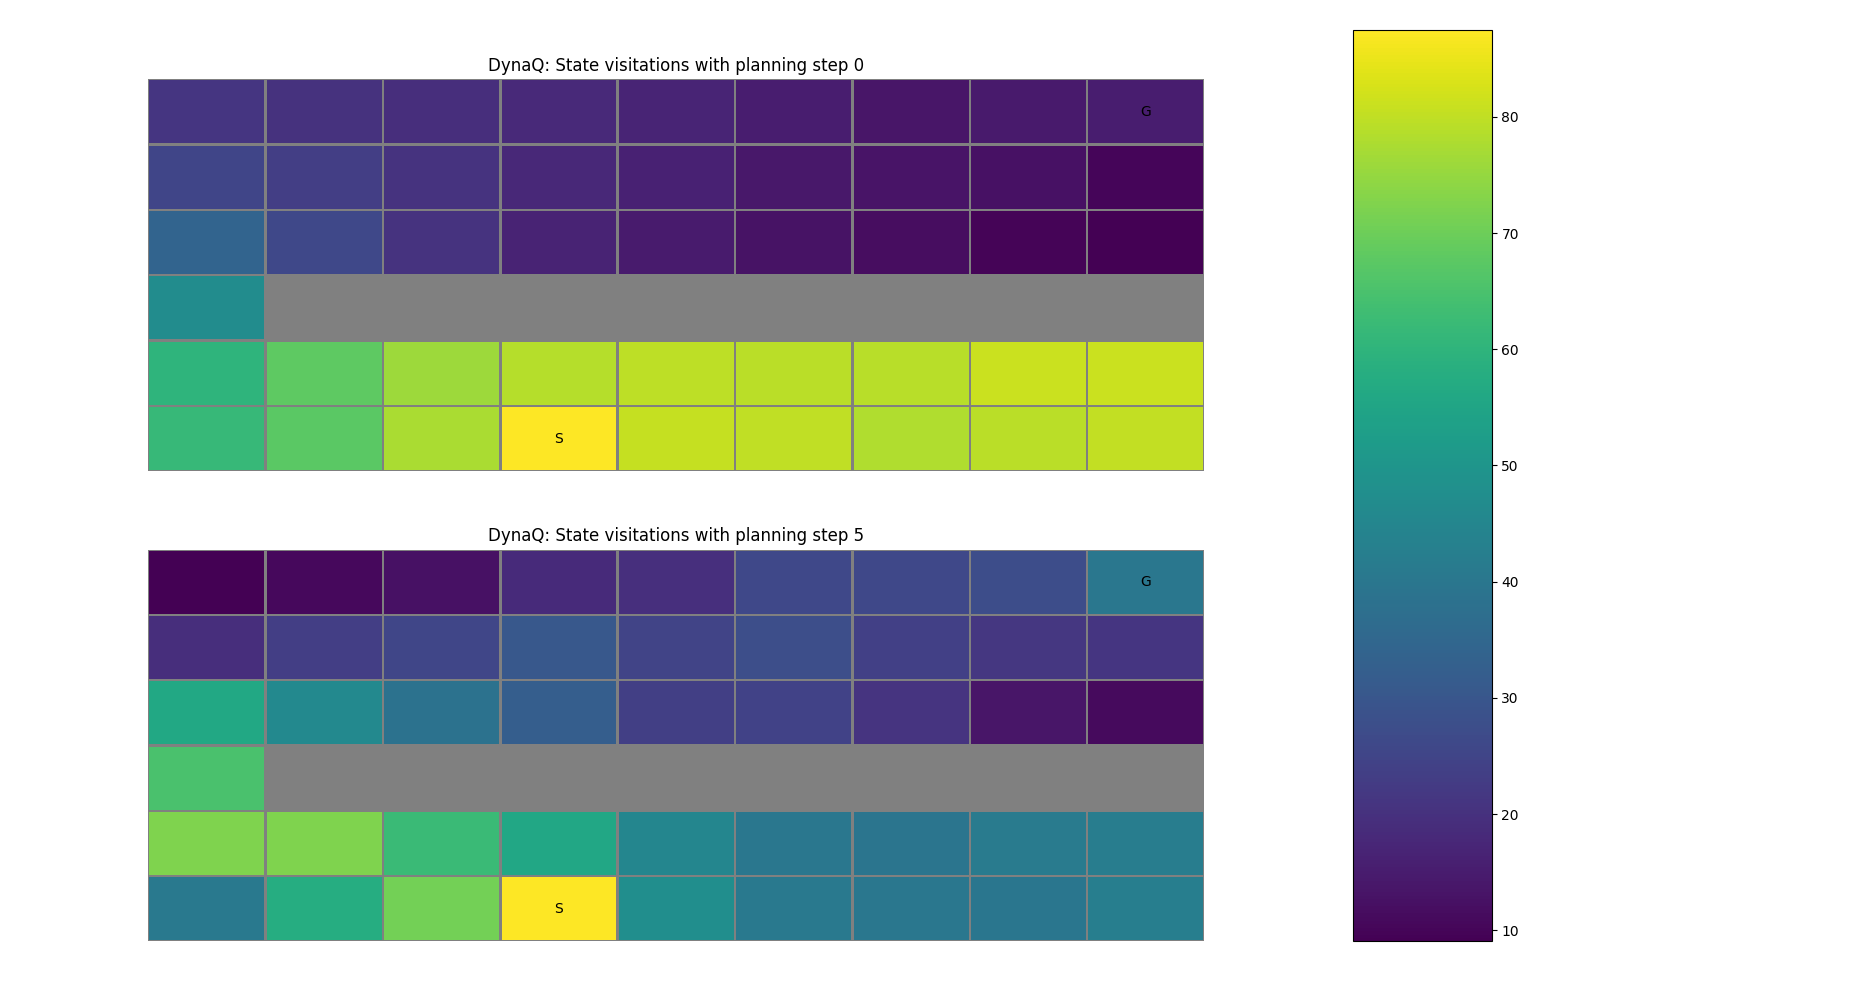 DynaQ: State visitations with planning step 0
G
S
DynaQ: State visitations with planning step 5
G
S
80
70
60
50
40
30
20
10